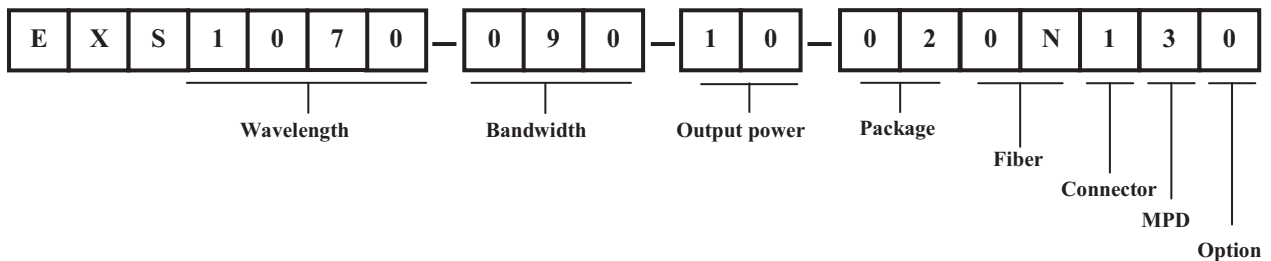 E X S 1 0 7 0 – 0 9 0 – 1 0 – 0 2 0 N 1 3 0
Wavelength Bandwidth Output power Package
Fiber
Connector
MPD
Option